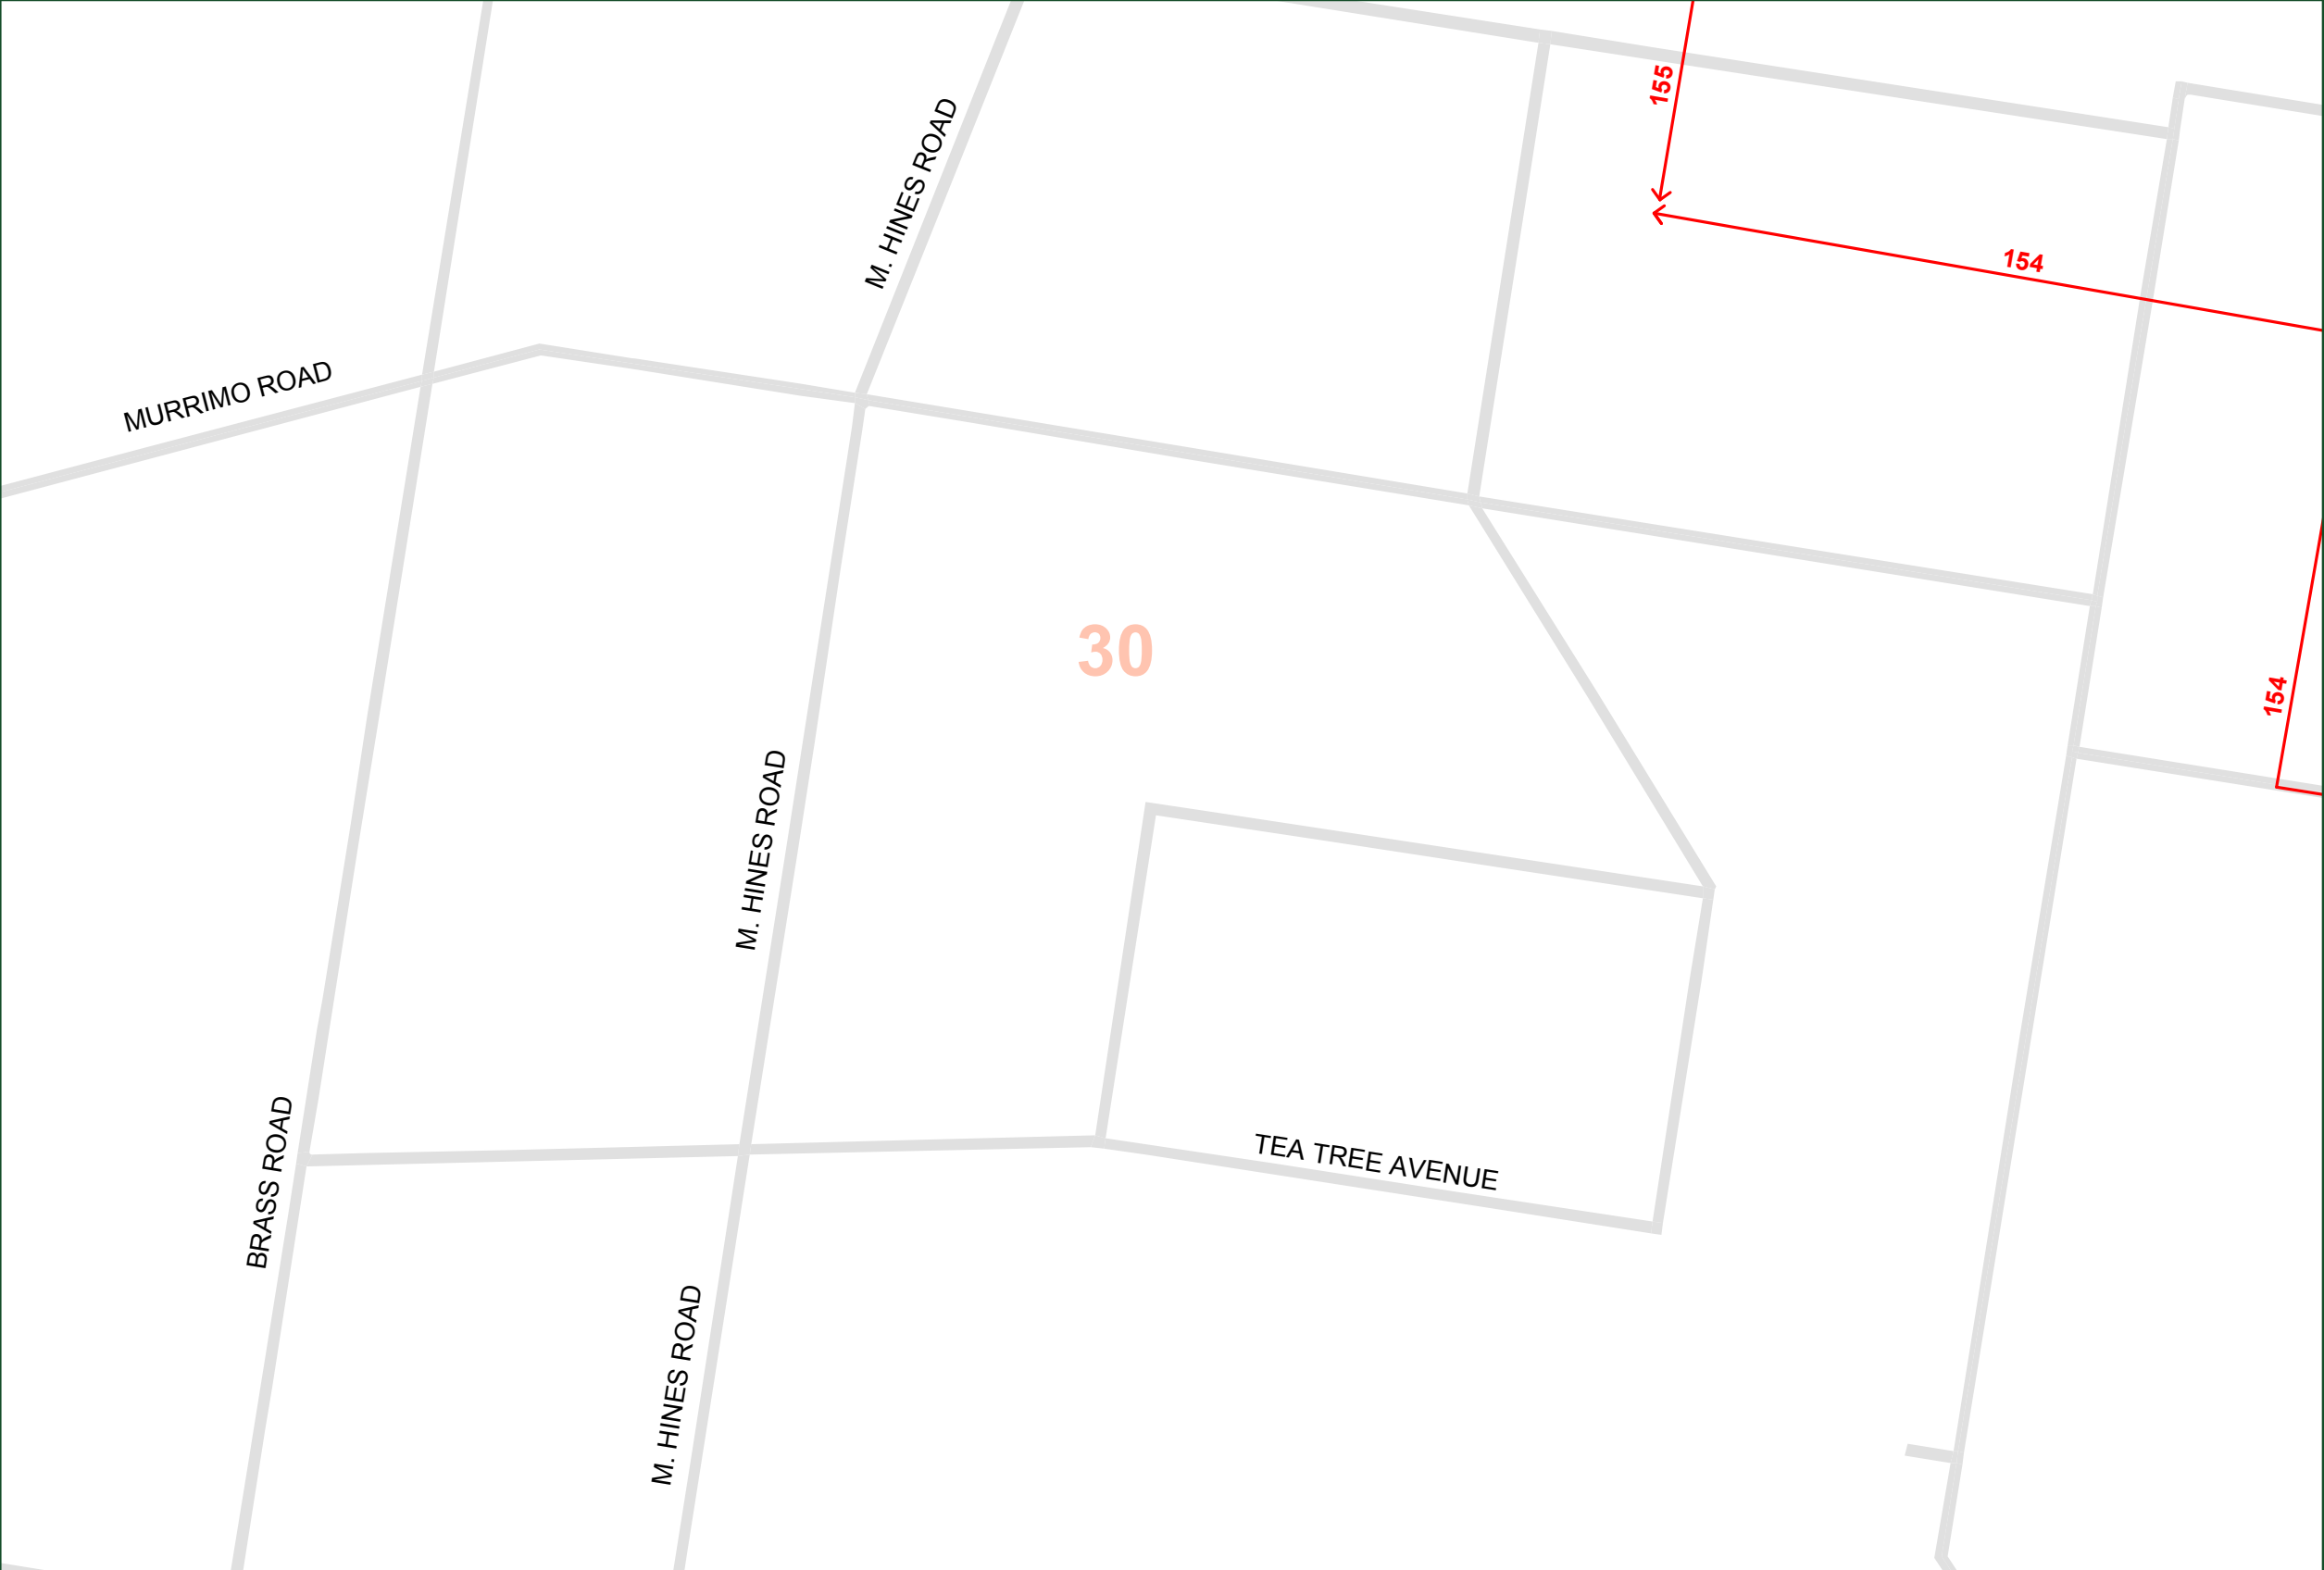 155
M. HINES ROAD
154
MURRIMO ROAD
30
154
M. HINES ROAD
BRASS ROAD
TEA TREE AVENUE
M. HINES ROAD